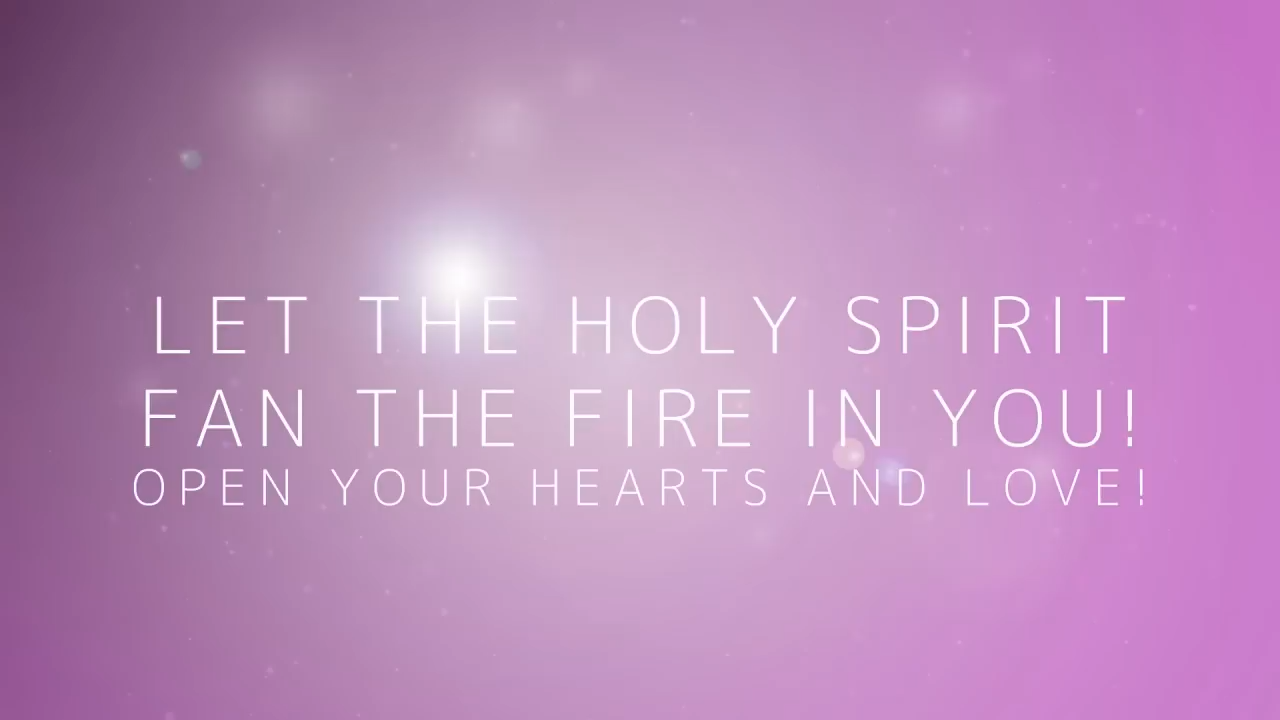 LET THE HOLY SPIRIT
FAN THE FIRE IN YOU!
OPEN YOUR HEARTS AND LOVE!